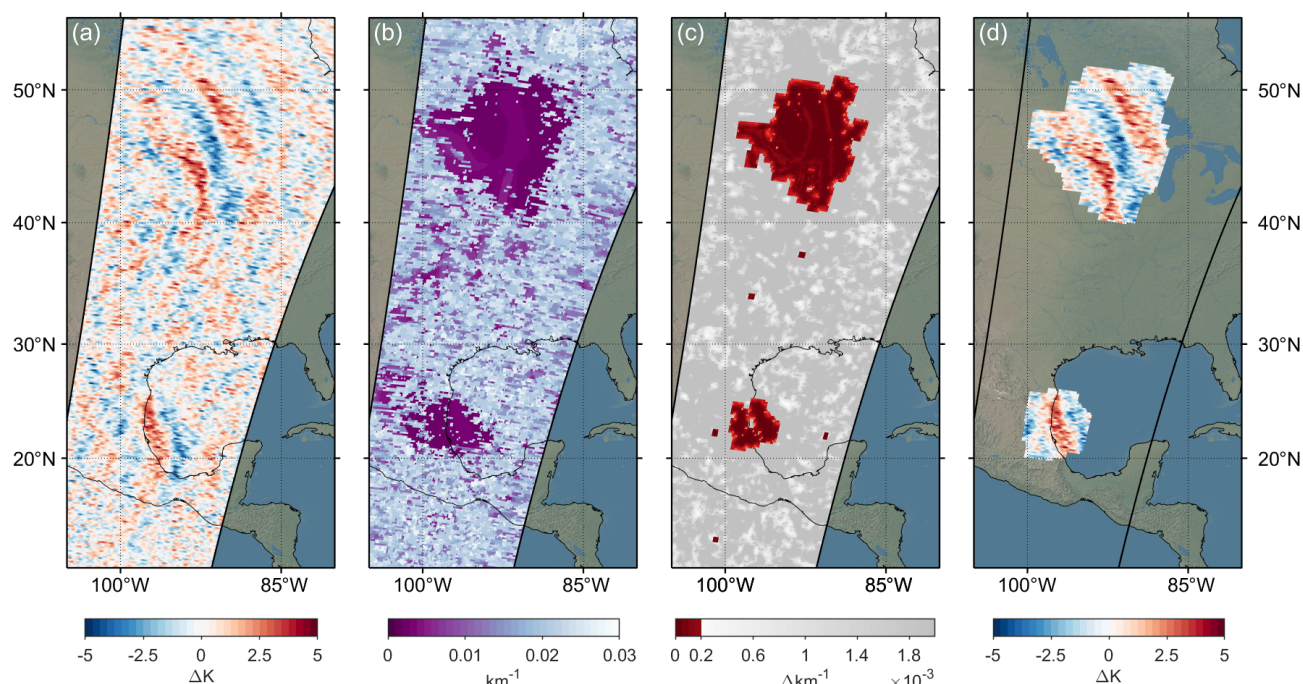 (a) (b) (c) (d)
50°N 50°N
40°N 40°N
30°N 30°N
20°N 20°N
100°W 85°W 100°W 85°W 100°W 85°W 100°W 85°W
-5 -2.5 0 2.5 5 0 0.01 0.02 0.03 0 0.2 0.6 1 1.4 1.8 -5 -2.5 0 2.5 5
ΔK km⁻¹ Δkm⁻¹ ×10⁻³ ΔK